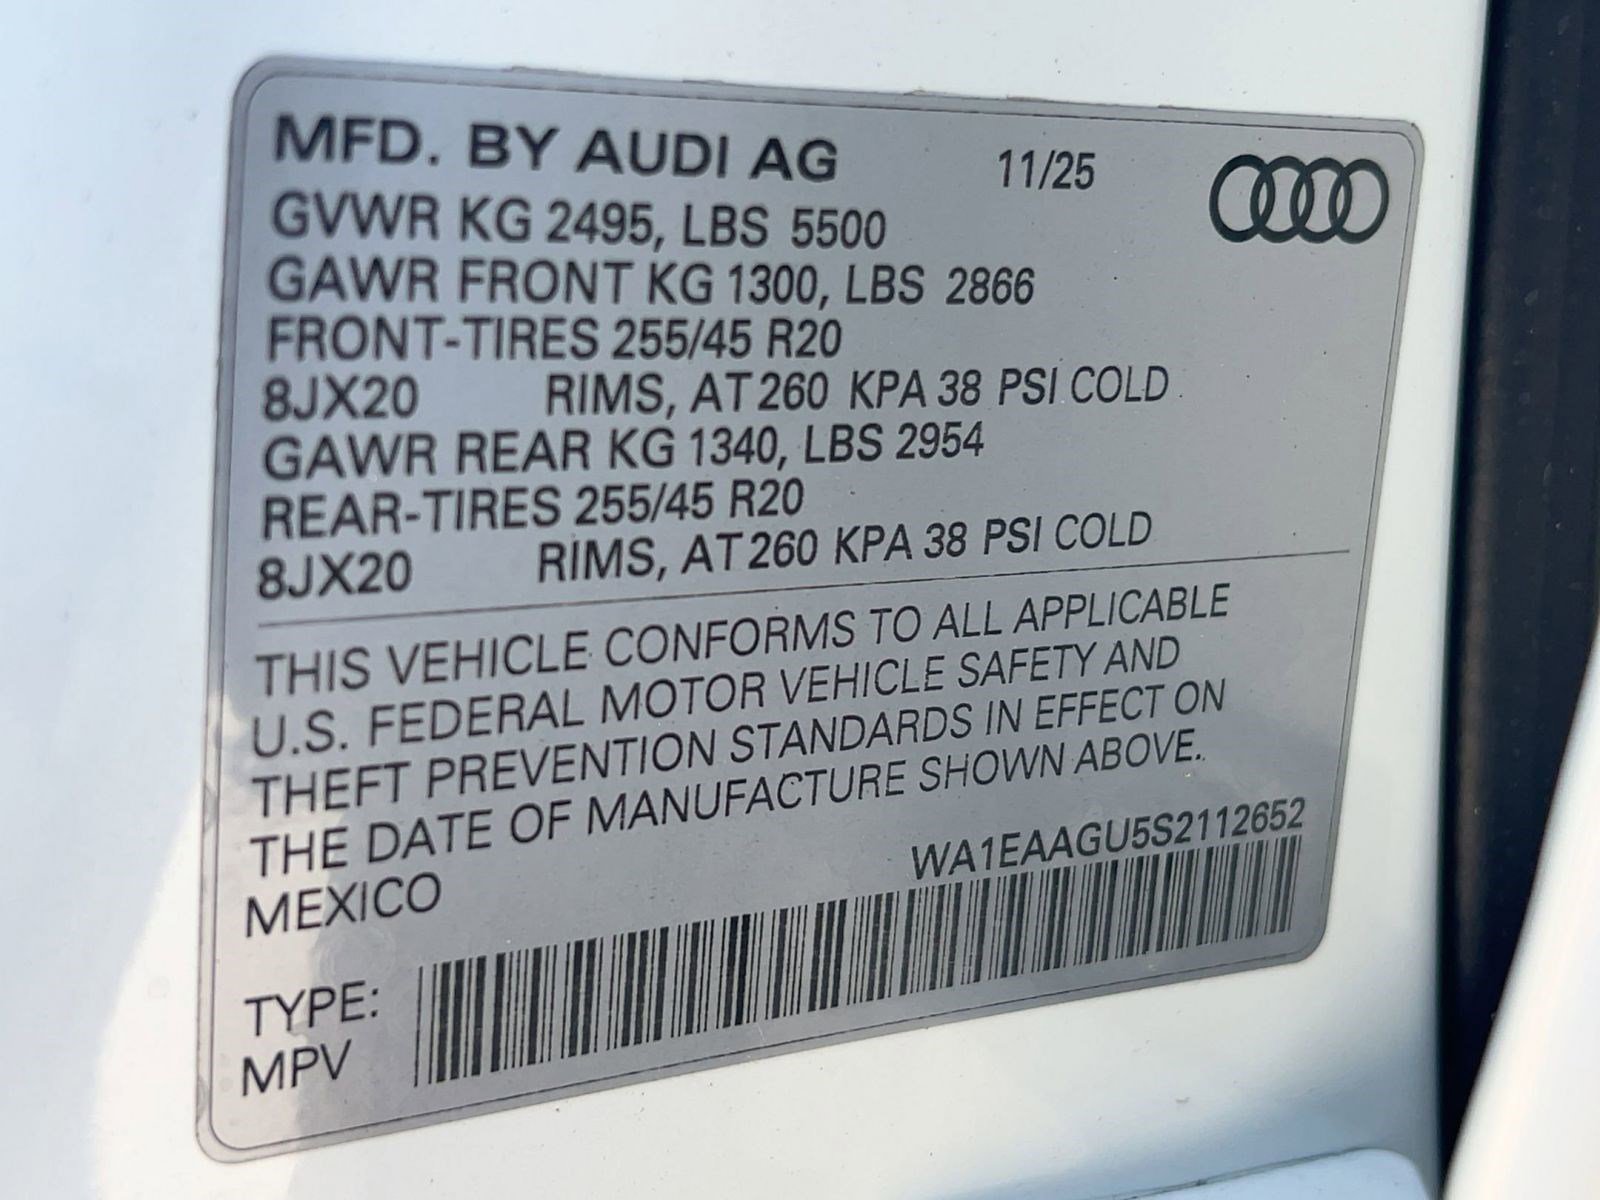 MFD. BY AUDI AG 11/25
GVWR KG 2495, LBS 5500
GAWR FRONT KG 1300, LBS 2866
FRONT-TIRES 255/45 R20
8JX20 RIMS, AT 260 KPA 38 PSI COLD
GAWR REAR KG 1340, LBS 2954
REAR-TIRES 255/45 R20
8JX20 RIMS, AT 260 KPA 38 PSI COLD
THIS VEHICLE CONFORMS TO ALL APPLICABLE
U.S. FEDERAL MOTOR VEHICLE SAFETY AND
THEFT PREVENTION STANDARDS IN EFFECT ON
THE DATE OF MANUFACTURE SHOWN ABOVE.
MEXICO WA1EAAGU5S2112652
TYPE:
MPV